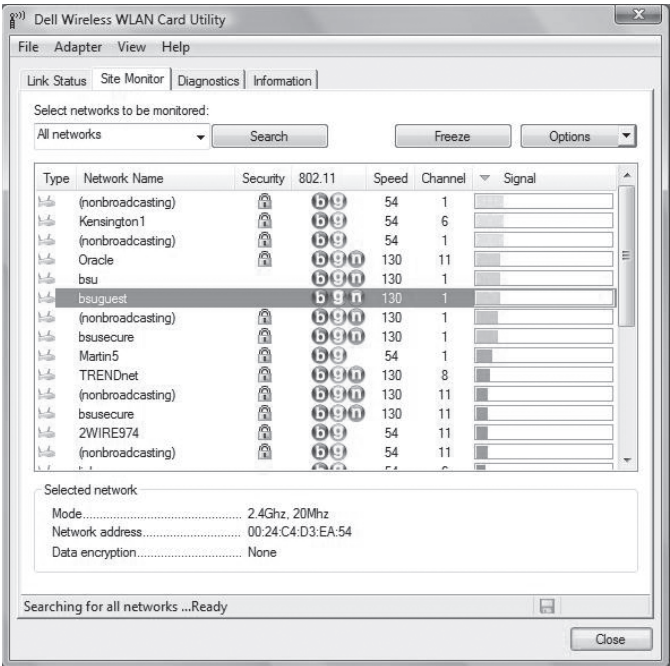 Dell Wireless WLAN Card Utility
File Adapter View Help
Link Status Site Monitor Diagnostics Information
Select networks to be monitored:
All networks Search Freeze Options
Type Network Name Security 802.11 Speed Channel Signal
(nonbroadcasting) b g 54 1
Kensington1 b g 54 6
(nonbroadcasting) b g 54 1
Oracle b g n 130 11
bsu b g n 130 1
bsuguest b g n 130 1
(nonbroadcasting) b g n 130 1
bsusecure b g n 130 1
Martin5 b g 54 1
TRENDnet b g n 130 8
(nonbroadcasting) b g n 130 11
bsusecure b g n 130 11
2WIRE974 b g 54 11
(nonbroadcasting) b g 54 11
Selected network
Mode............................................ 2.4Ghz, 20Mhz
Network address........................... 00:24:C4:D3:EA:54
Data encryption............................. None
Searching for all networks ...Ready
Close